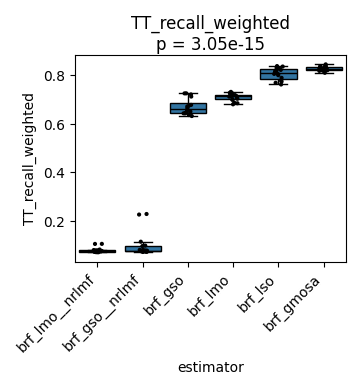 TT_recall_weighted
p = 3.05e-15
TT_recall_weighted
0.8
0.6
0.4
0.2
brf_lmo__nrlmf
brf_gso__nrlmf
brf_gso
brf_lmo
brf_lso
brf_gmosa
estimator